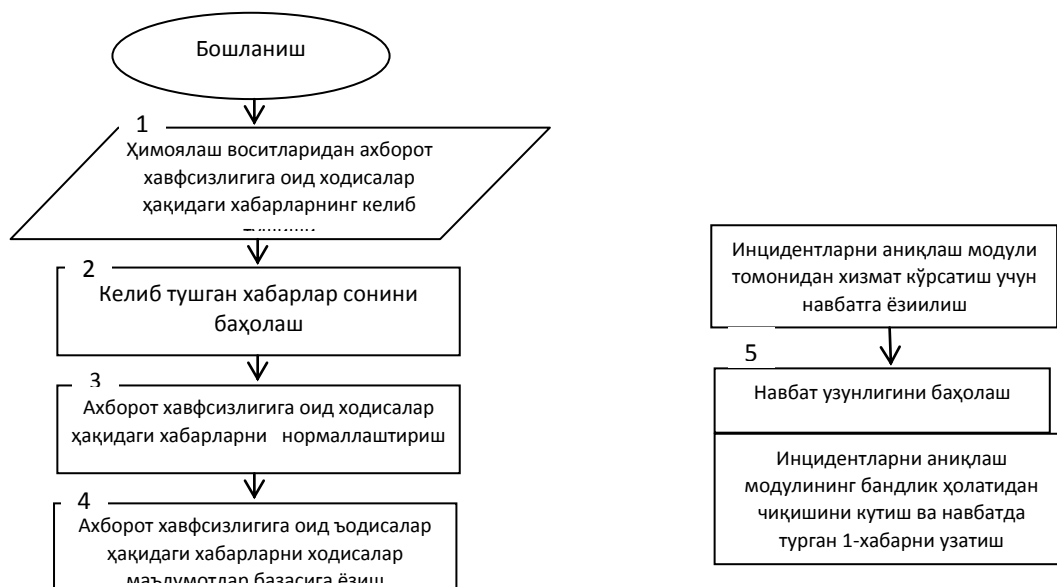 Бошланиш
1
Ҳимоялаш воситларидан ахборот
хавфсизлигига оид ходисалар
ҳақидаги хабарларнинг келиб
2
Келиб тушган хабарлар сонини
баҳолаш
3
Ахборот хавфсизлигига оид ходисалар
ҳақидаги хабарларни нормаллаштириш
4
Ахборот хавфсизлигига оид ъодисалар
ҳақидаги хабарларни ходисалар
маълумотлар базасига ёзиш
Инцидентларни аниқлаш модули
томонидан хизмат кўрсатиш учун
навбатга ёзиилиш
5
Навбат узунлигини баҳолаш
Инцидентларни аниқлаш
модулининг бандлик ҳолатидан
чиқишини кутиш ва навбатда
турган 1-хабарни узатиш